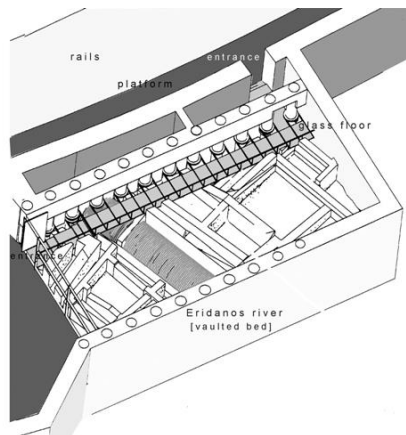 rails
entrance
platform
glass floor
entrance
Eridanos river
[vaulted bed]